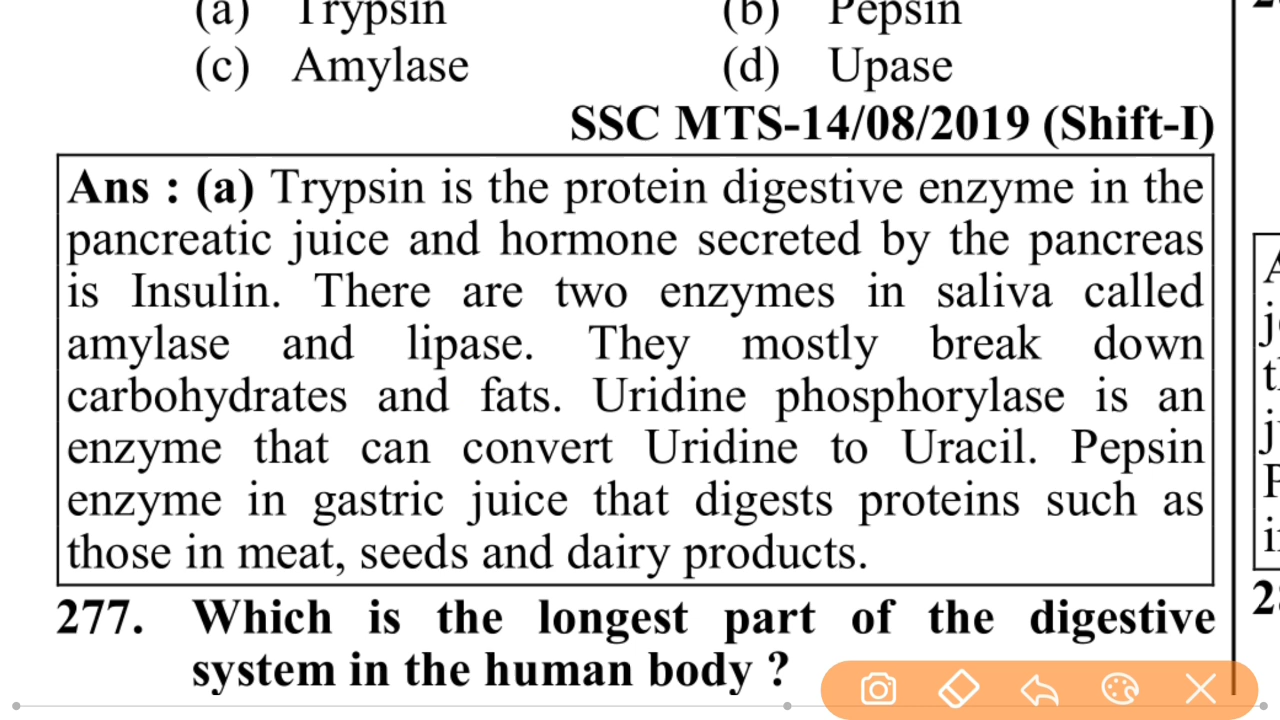 (a) Trypsin (b) Pepsin
(c) Amylase (d) Upase
SSC MTS-14/08/2019 (Shift-I)
Ans : (a) Trypsin is the protein digestive enzyme in the
pancreatic juice and hormone secreted by the pancreas
is Insulin. There are two enzymes in saliva called
amylase and lipase. They mostly break down
carbohydrates and fats. Uridine phosphorylase is an
enzyme that can convert Uridine to Uracil. Pepsin
enzyme in gastric juice that digests proteins such as
those in meat, seeds and dairy products.
277. Which is the longest part of the digestive
system in the human body ?